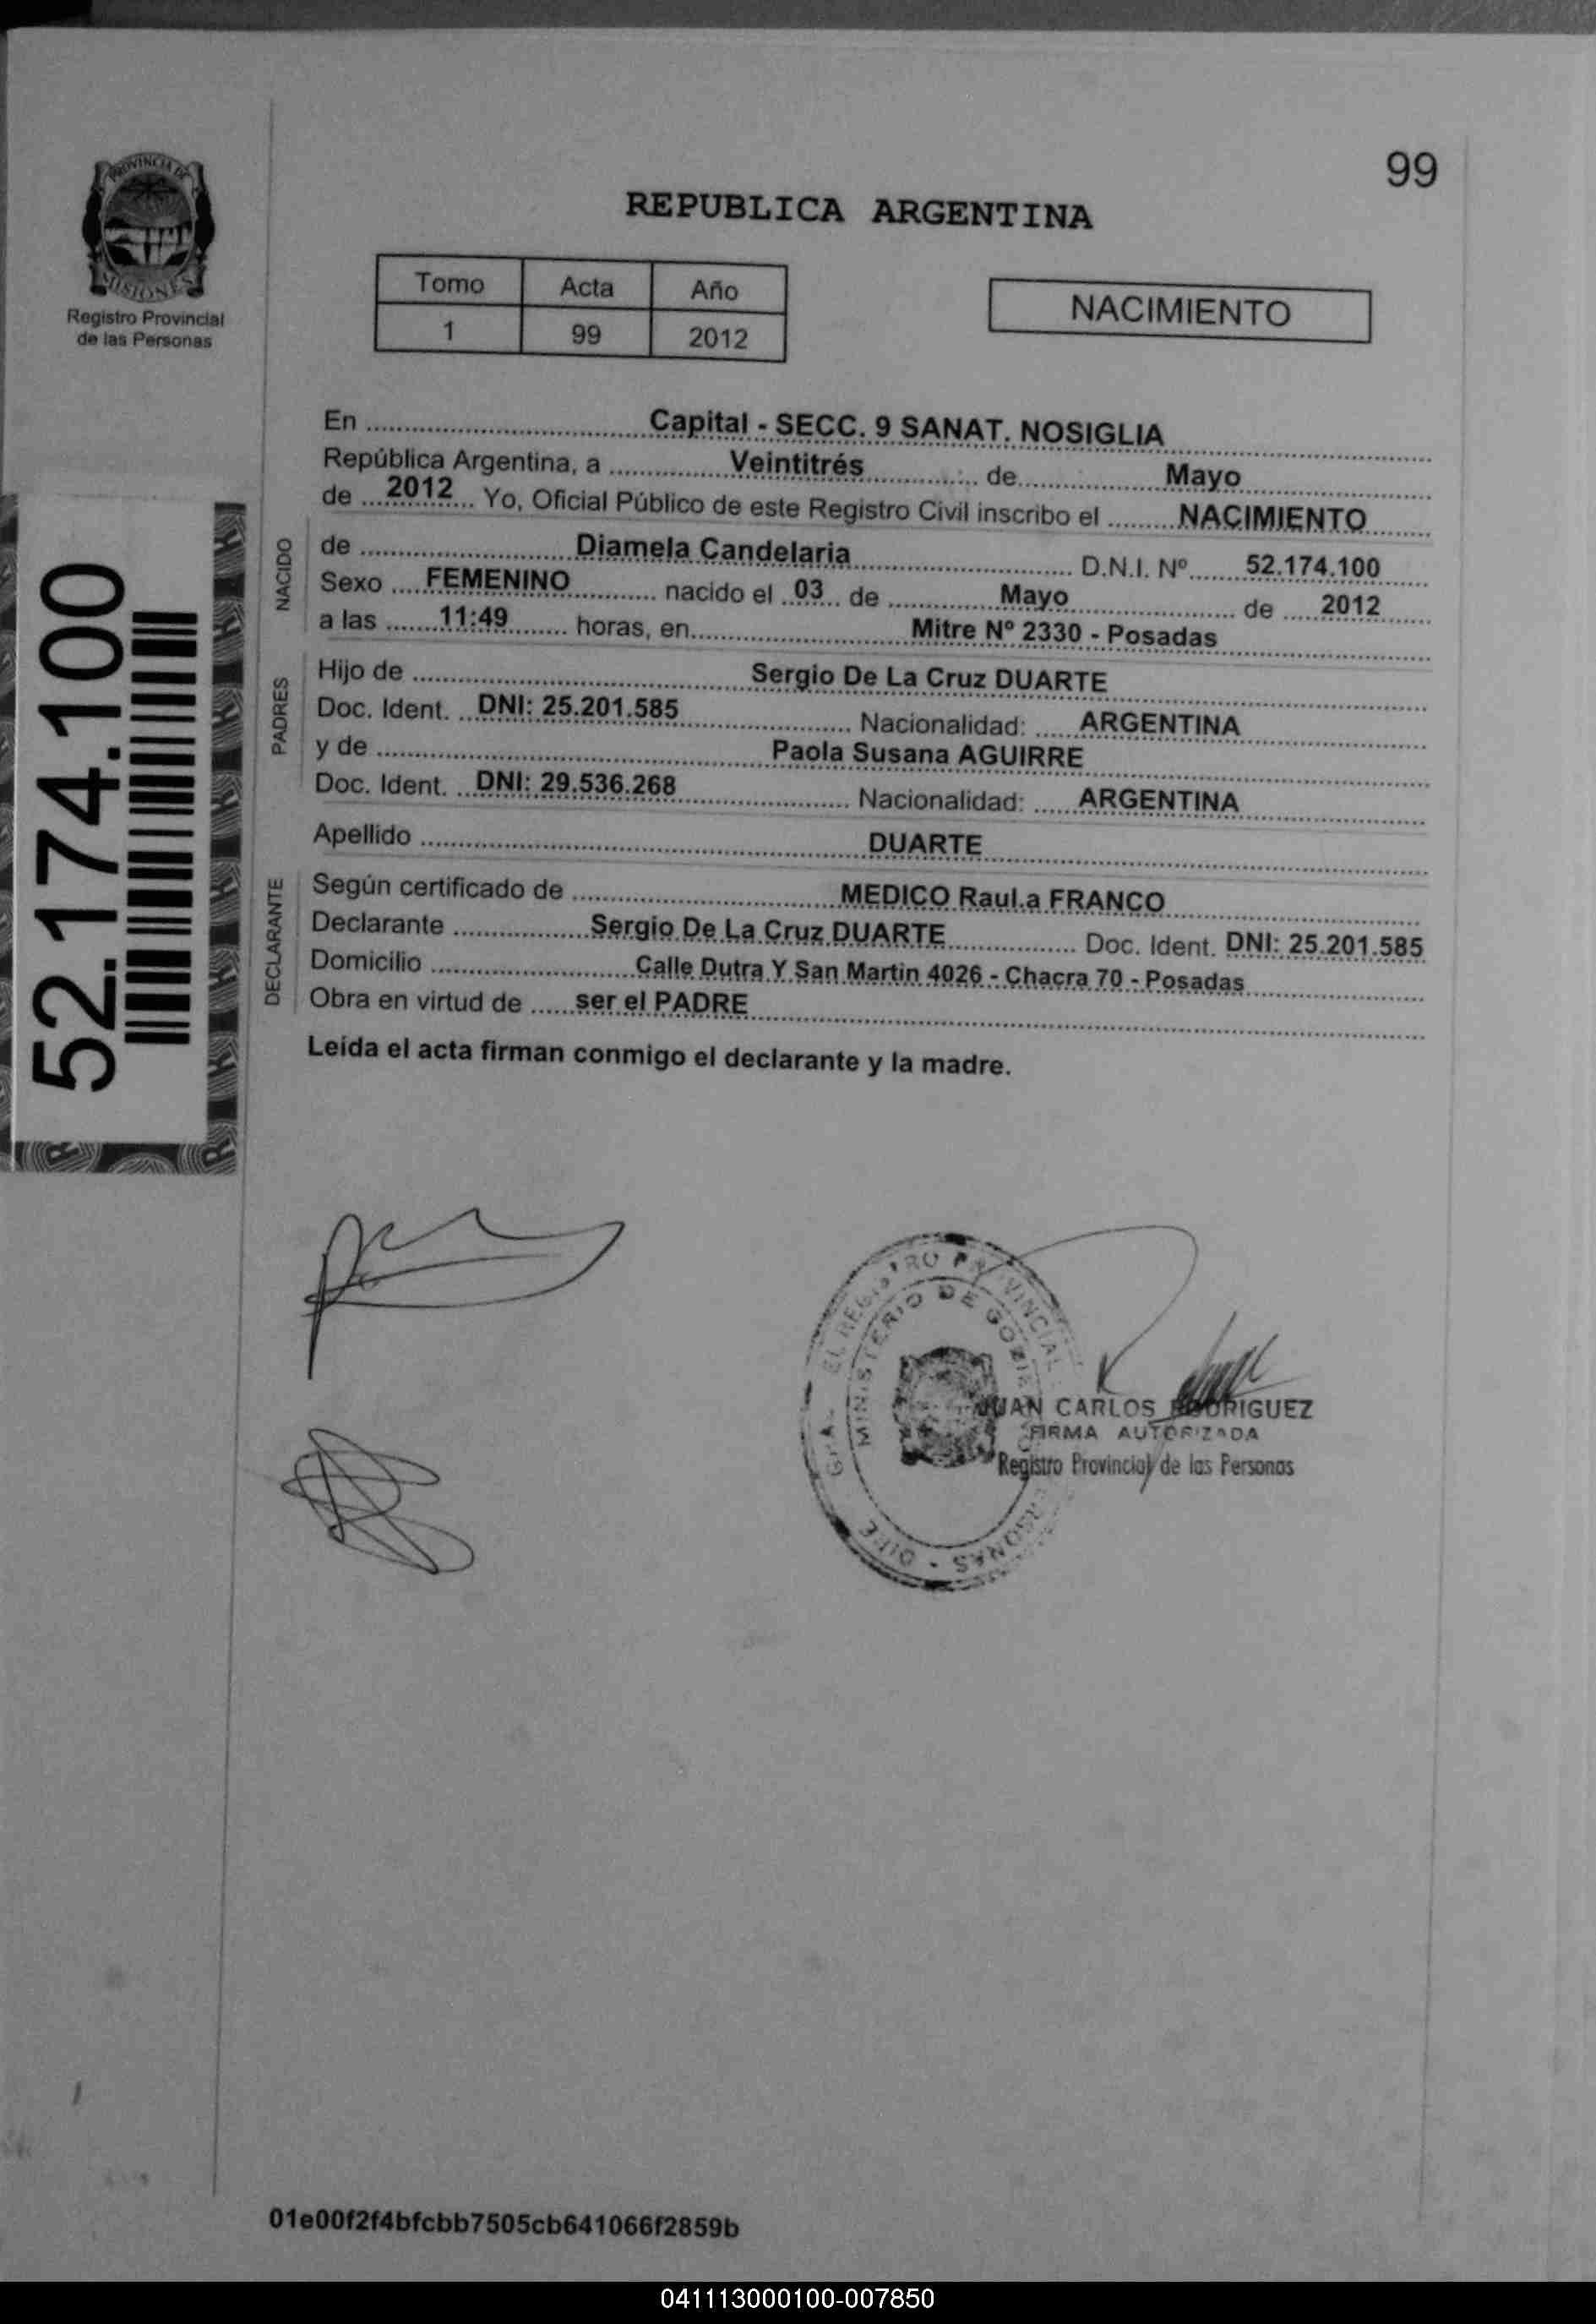 99
PROVINCIA DE
MISIONES
Registro Provincial
de las Personas
REPUBLICA ARGENTINA
Tomo Acta Año
1 99 2012
NACIMIENTO
En Capital - SECC. 9 SANAT. NOSIGLIA
República Argentina, a Veintitrés de Mayo
de 2012 Yo, Oficial Público de este Registro Civil inscribo el NACIMIENTO
NACIDO
de Diamela Candelaria D.N.I. Nº 52.174.100
Sexo FEMENINO nacido el 03 de Mayo de 2012
a las 11:49 horas, en Mitre Nº 2330 - Posadas
PADRES
Hijo de Sergio De La Cruz DUARTE
Doc. Ident. DNI: 25.201.585 Nacionalidad: ARGENTINA
y de Paola Susana AGUIRRE
Doc. Ident. DNI: 29.536.268 Nacionalidad: ARGENTINA
Apellido DUARTE
DECLARANTE
Según certificado de MEDICO Raul.a FRANCO
Declarante Sergio De La Cruz DUARTE Doc. Ident. DNI: 25.201.585
Domicilio Calle Dutra Y San Martin 4026 - Chacra 70 - Posadas
Obra en virtud de ser el PADRE
Leída el acta firman conmigo el declarante y la madre.
52.174.100
MINISTERIO DE
JUAN CARLOS RODRIGUEZ
FIRMA AUTORIZADA
Registro Provincial de las Personas
01e00f2f4bfcbb7505cb641066f2859b
041113000100-007850